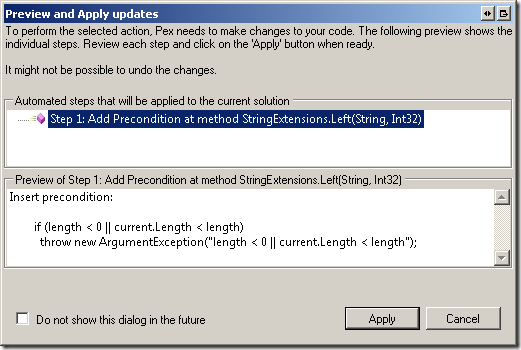 Preview and Apply updates
To perform the selected action, Pex needs to make changes to your code. The following preview shows the
individual steps. Review each step and click on the 'Apply' button when ready.
It might not be possible to undo the changes.
Automated steps that will be applied to the current solution
Step 1: Add Precondition at method StringExtensions.Left(String, Int32)
Preview of Step 1: Add Precondition at method StringExtensions.Left(String, Int32)
Insert precondition:
if (length < 0 || current.Length < length)
throw new ArgumentException("length < 0 || current.Length < length");
Do not show this dialog in the future
Apply
Cancel